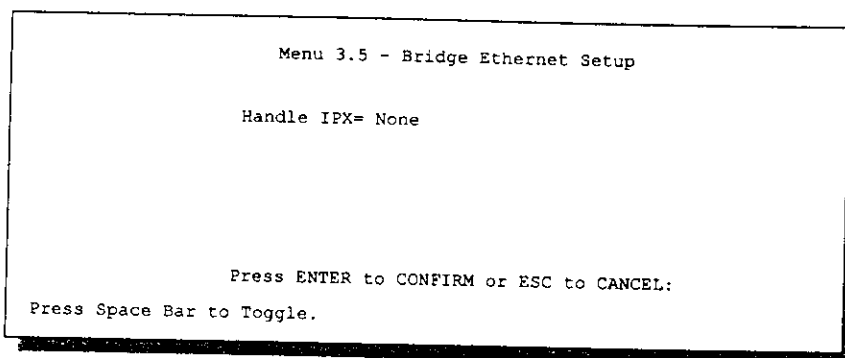 Menu 3.5 - Bridge Ethernet Setup
Handle IPX= None
Press ENTER to CONFIRM or ESC to CANCEL:
Press Space Bar to Toggle.